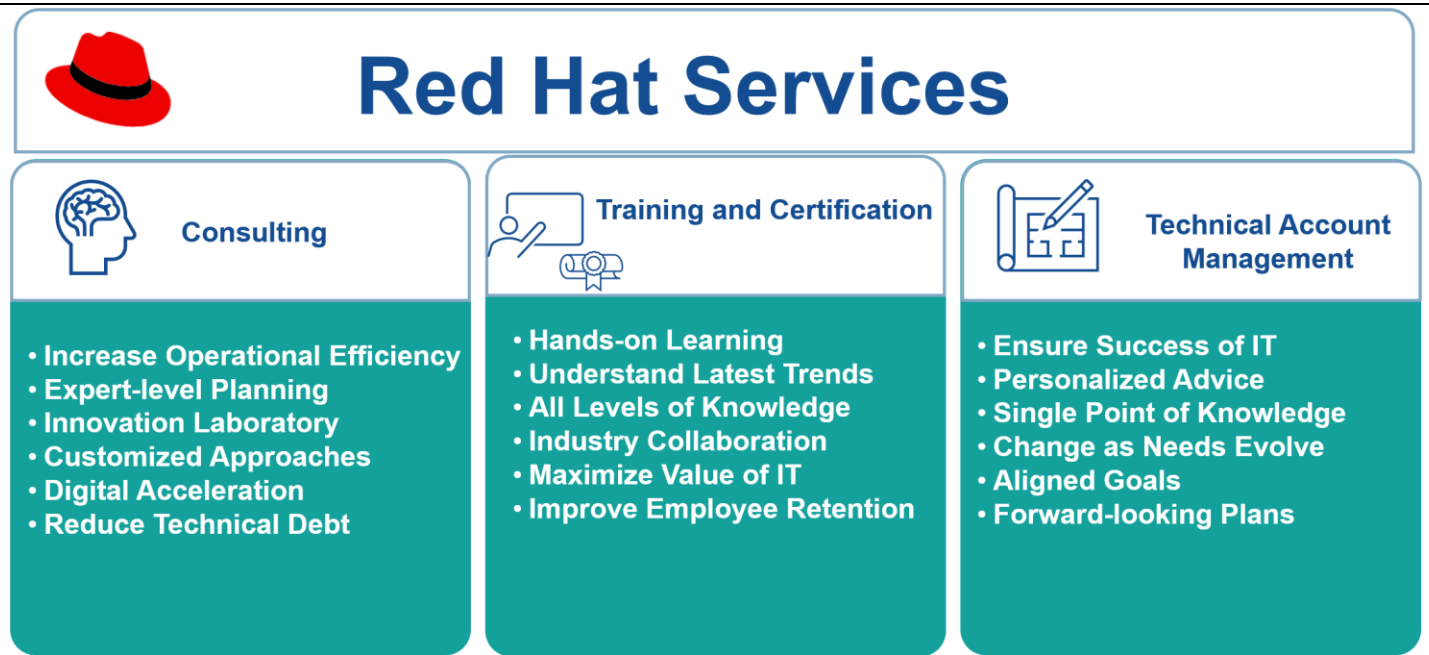 Red Hat Services
Consulting
• Increase Operational Efficiency
• Expert-level Planning
• Innovation Laboratory
• Customized Approaches
• Digital Acceleration
• Reduce Technical Debt
Training and Certification
• Hands-on Learning
• Understand Latest Trends
• All Levels of Knowledge
• Industry Collaboration
• Maximize Value of IT
• Improve Employee Retention
Technical Account
Management
• Ensure Success of IT
• Personalized Advice
• Single Point of Knowledge
• Change as Needs Evolve
• Aligned Goals
• Forward-looking Plans